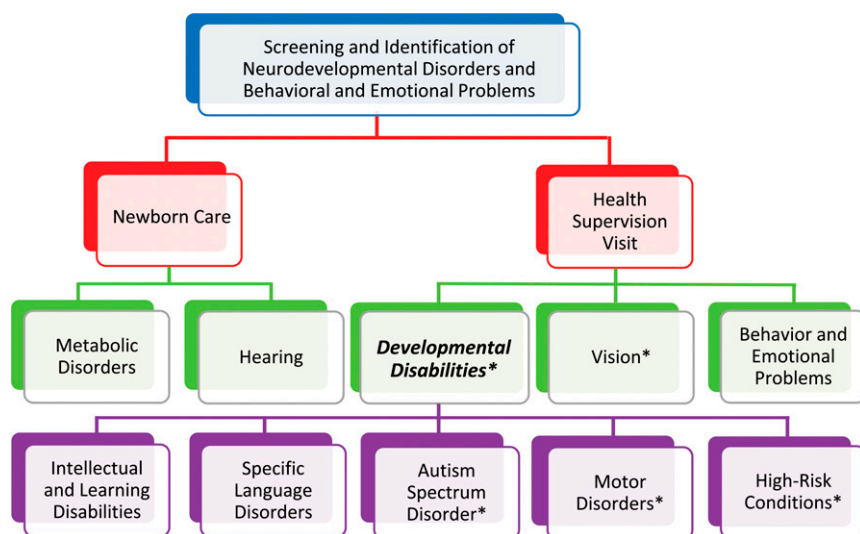 Screening and Identification of
Neurodevelopmental Disorders and
Behavioral and Emotional Problems
Newborn Care
Health
Supervision
Visit
Metabolic
Disorders
Hearing
Developmental
Disabilities*
Vision*
Behavior and
Emotional
Problems
Intellectual
and Learning
Disabilities
Specific
Language
Disorders
Autism
Spectrum
Disorder*
Motor
Disorders*
High-Risk
Conditions*